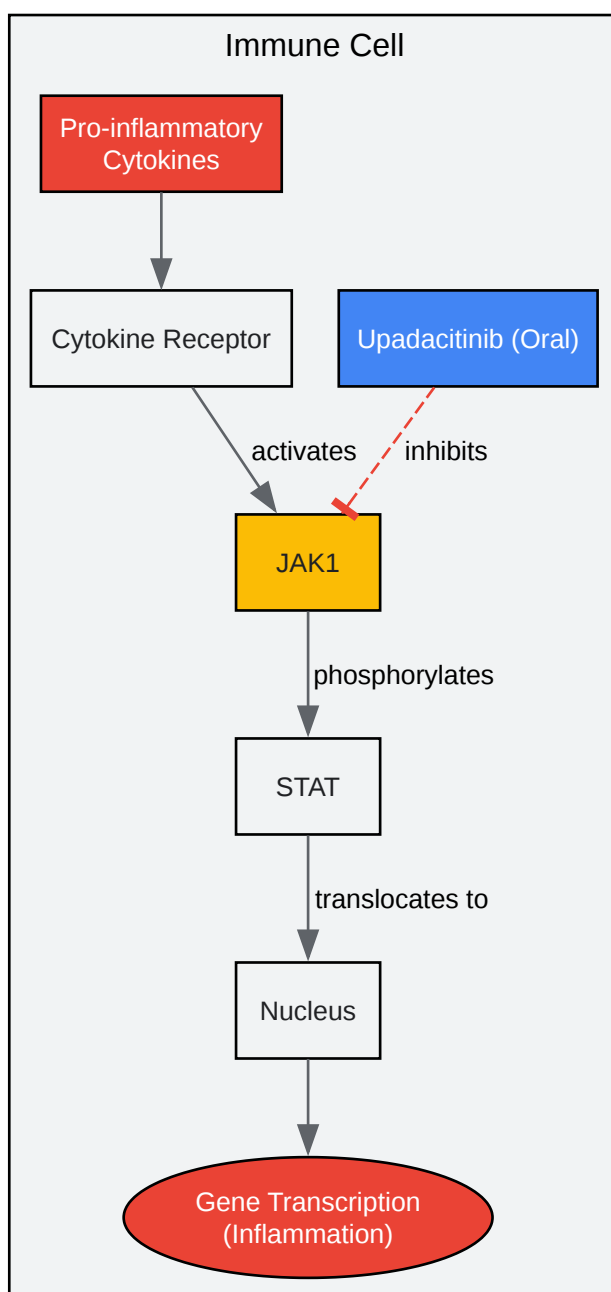 Immune Cell
Pro-inflammatory
Cytokines
Cytokine Receptor
Upadacitinib (Oral)
activates
inhibits
JAK1
phosphorylates
STAT
translocates to
Nucleus
Gene Transcription
(Inflammation)